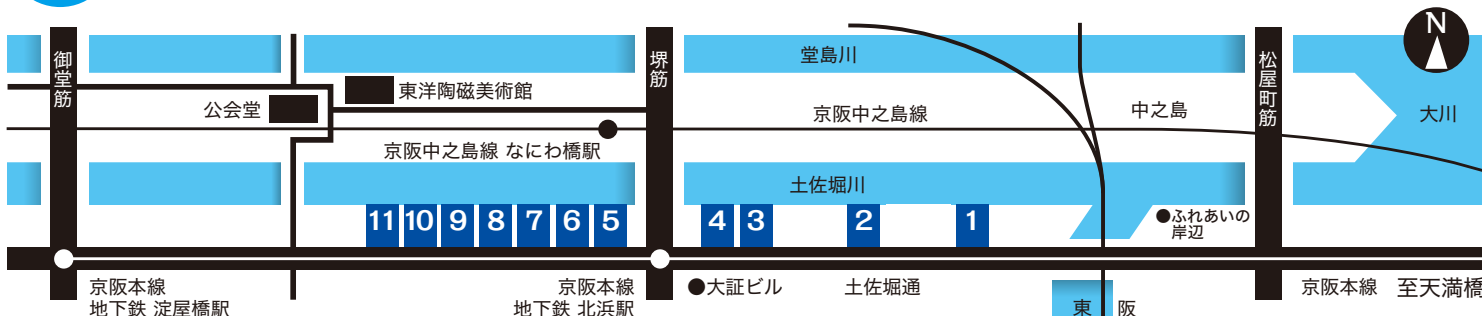 御堂筋
堺筋
松屋町筋
N
堂島川
東洋陶磁美術館
公会堂
京阪中之島線
中之島
大川
京阪中之島線 なにわ橋駅
土佐堀川
11
10
9
8
7
6
5
4
3
2
1
●ふれあいの
岸辺
京阪本線
地下鉄 淀屋橋駅
京阪本線
地下鉄 北浜駅
●大証ビル
土佐堀通
東
阪
京阪本線 至天満橋